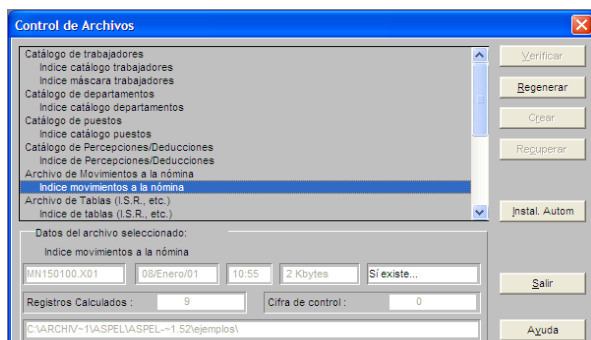 Control de Archivos
Catálogo de trabajadores
Indice catálogo trabajadores
Indice máscara trabajadores
Catálogo de departamentos
Indice catálogo departamentos
Catálogo de puestos
Indice catálogo puestos
Catálogo de Percepciones/Deducciones
Indice de Percepciones/Deducciones
Archivo de Movimientos a la nómina
Indice movimientos a la nómina
Archivo de Tablas (I.S.R., etc.)
Indice de tablas (I.S.R., etc.)
Verificar
Regenerar
Crear
Recuperar
Instal. Autom
Salir
Ayuda
Datos del archivo seleccionado:
Indice movimientos a la nómina
MN150100.X01 08/Enero/01 10:55 2 Kbytes Sí existe...
Registros Calculados : 9 Cifra de control : 0
C:\ARCHIV~1\ASPEL\ASPEL-~1.52\ejemplos\